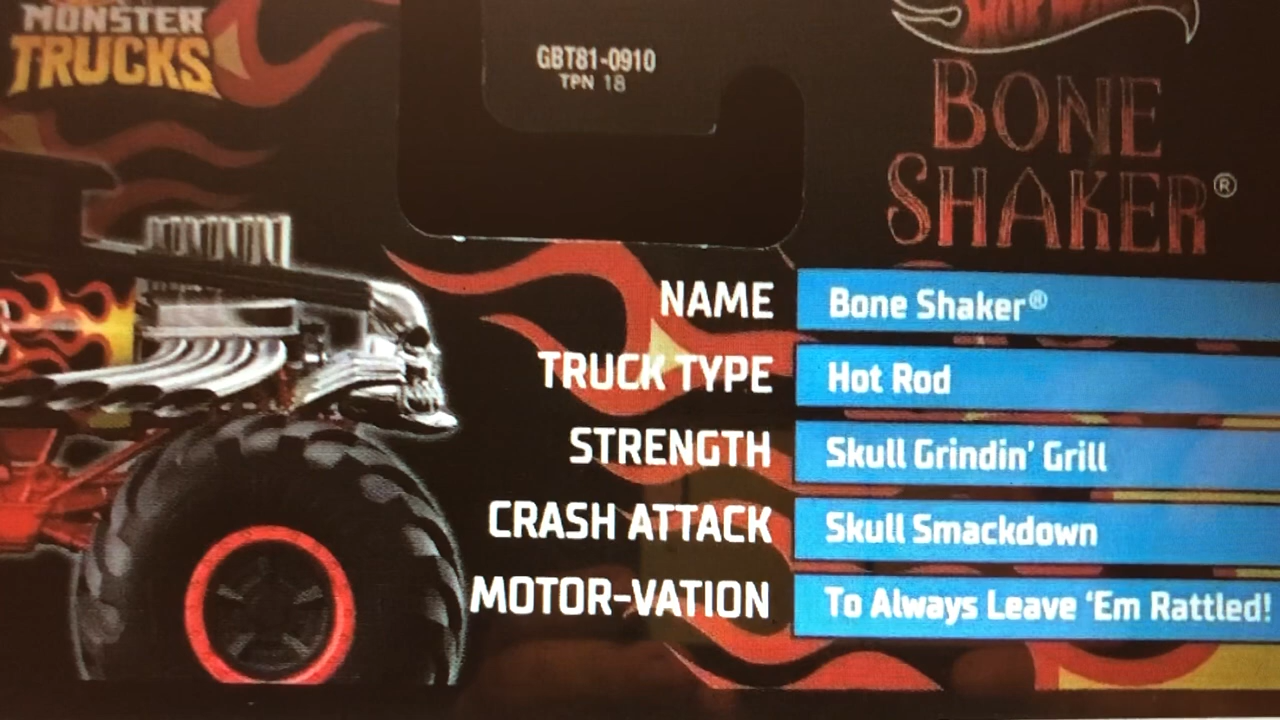 MONSTER
TRUCKS
GBT81-0910
TPN 18
BONE
SHAKER®
NAME Bone Shaker®
TRUCK TYPE Hot Rod
STRENGTH Skull Grindin' Grill
CRASH ATTACK Skull Smackdown
MOTOR-VATION To Always Leave 'Em Rattled!